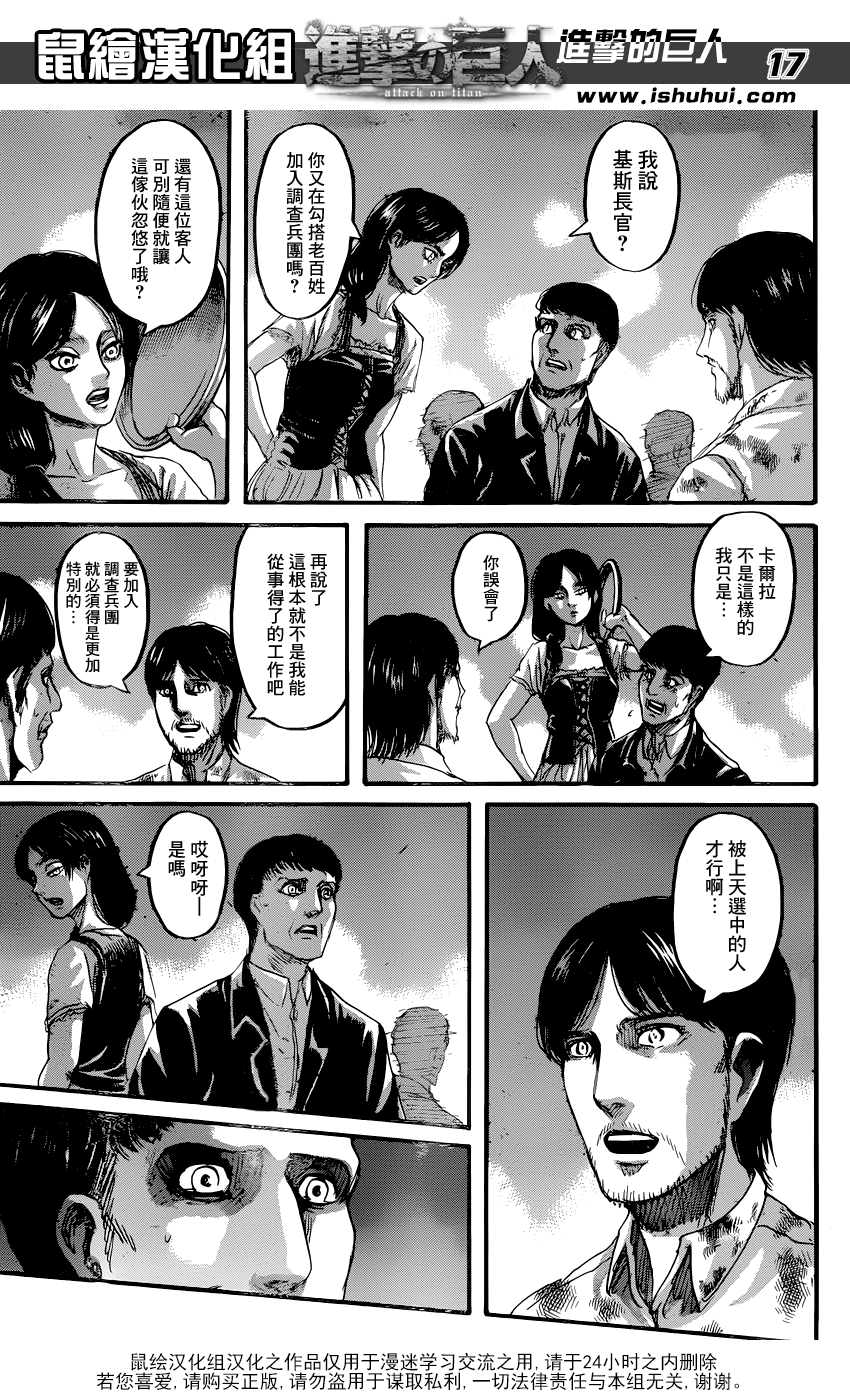 鼠繪漢化組
進撃の巨人
attack on titan
進擊的巨人
www.ishuhui.com
17
我說
基斯長官？
你又在勾搭老百姓
加入調查兵團嗎？
還有這位客人
可別隨便就讓
這傢伙忽悠了哦？
卡爾拉
不是這樣的
我只是…
你誤會了
再說了
這根本就不是我能
從事得了的工作吧
要加入
調查兵團
就必須得是更加
特別的…
被上天選中的人
才行啊…
哎呀呀—
是嗎
鼠绘汉化组汉化之作品仅用于漫迷学习交流之用，请于24小时之内删除
若您喜爱，请购买正版，请勿盗用于谋取私利，一切法律责任与本组无关，谢谢。